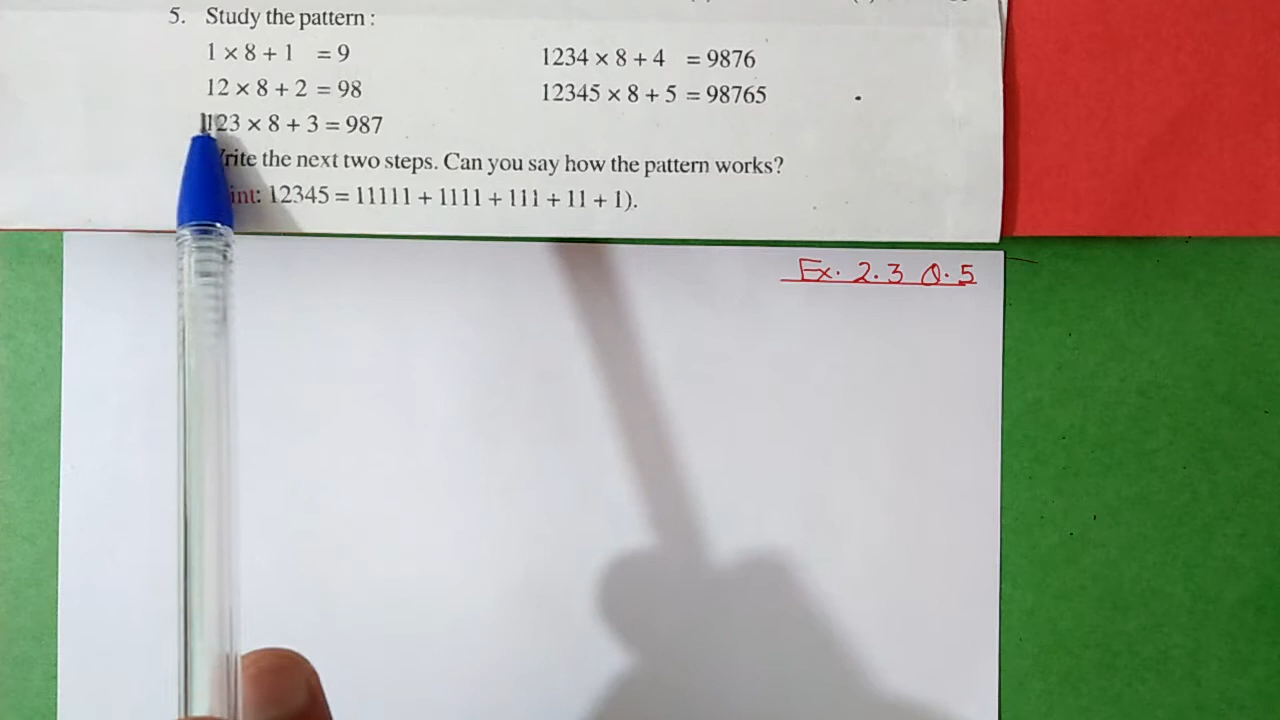 5. Study the pattern :
1 × 8 + 1 = 9
12 × 8 + 2 = 98
123 × 8 + 3 = 987
1234 × 8 + 4 = 9876
12345 × 8 + 5 = 98765
rite the next two steps. Can you say how the pattern works?
int: 12345 = 11111 + 1111 + 111 + 11 + 1).
Ex. 2.3 Q.5